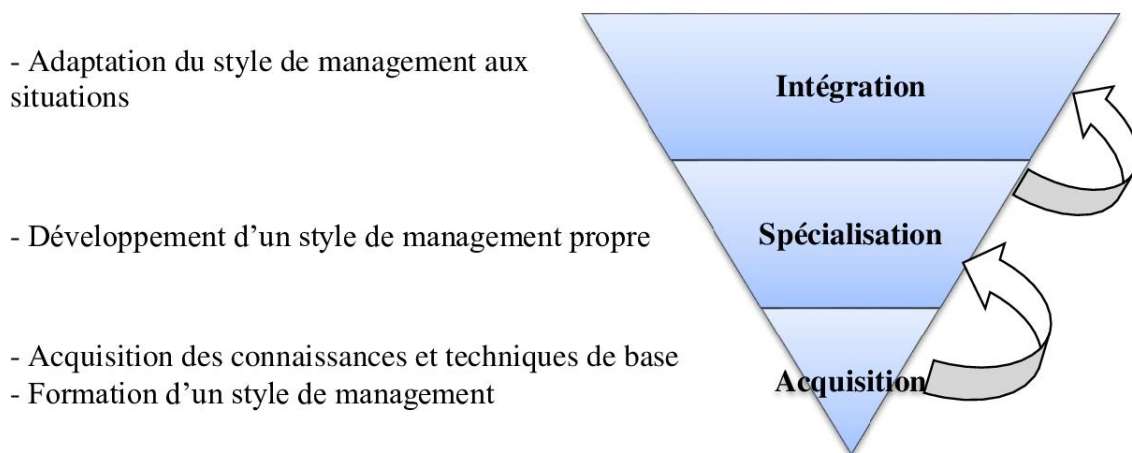 - Adaptation du style de management aux
situations
Intégration
- Développement d’un style de management propre
Spécialisation
- Acquisition des connaissances et techniques de base
- Formation d’un style de management
Acquisition